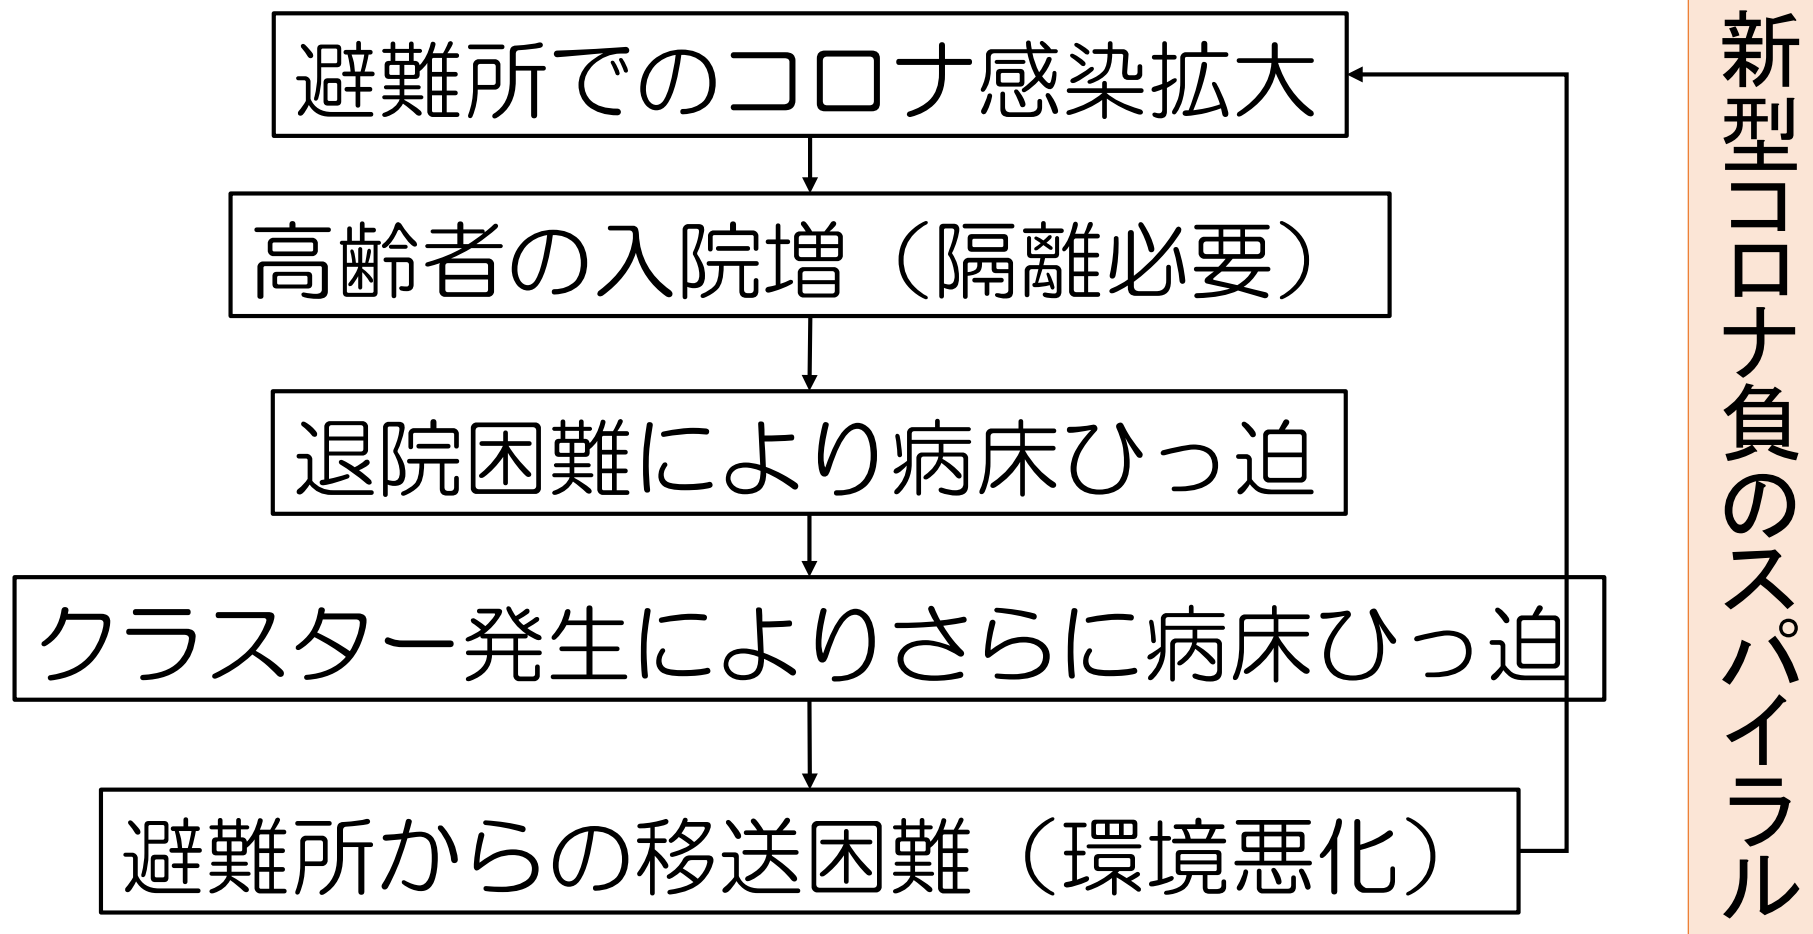 避難所でのコロナ感染拡大
高齢者の入院増（隔離必要）
退院困難により病床ひっ迫
クラスター発生によりさらに病床ひっ迫
避難所からの移送困難（環境悪化）
新型コロナ負のスパイラル